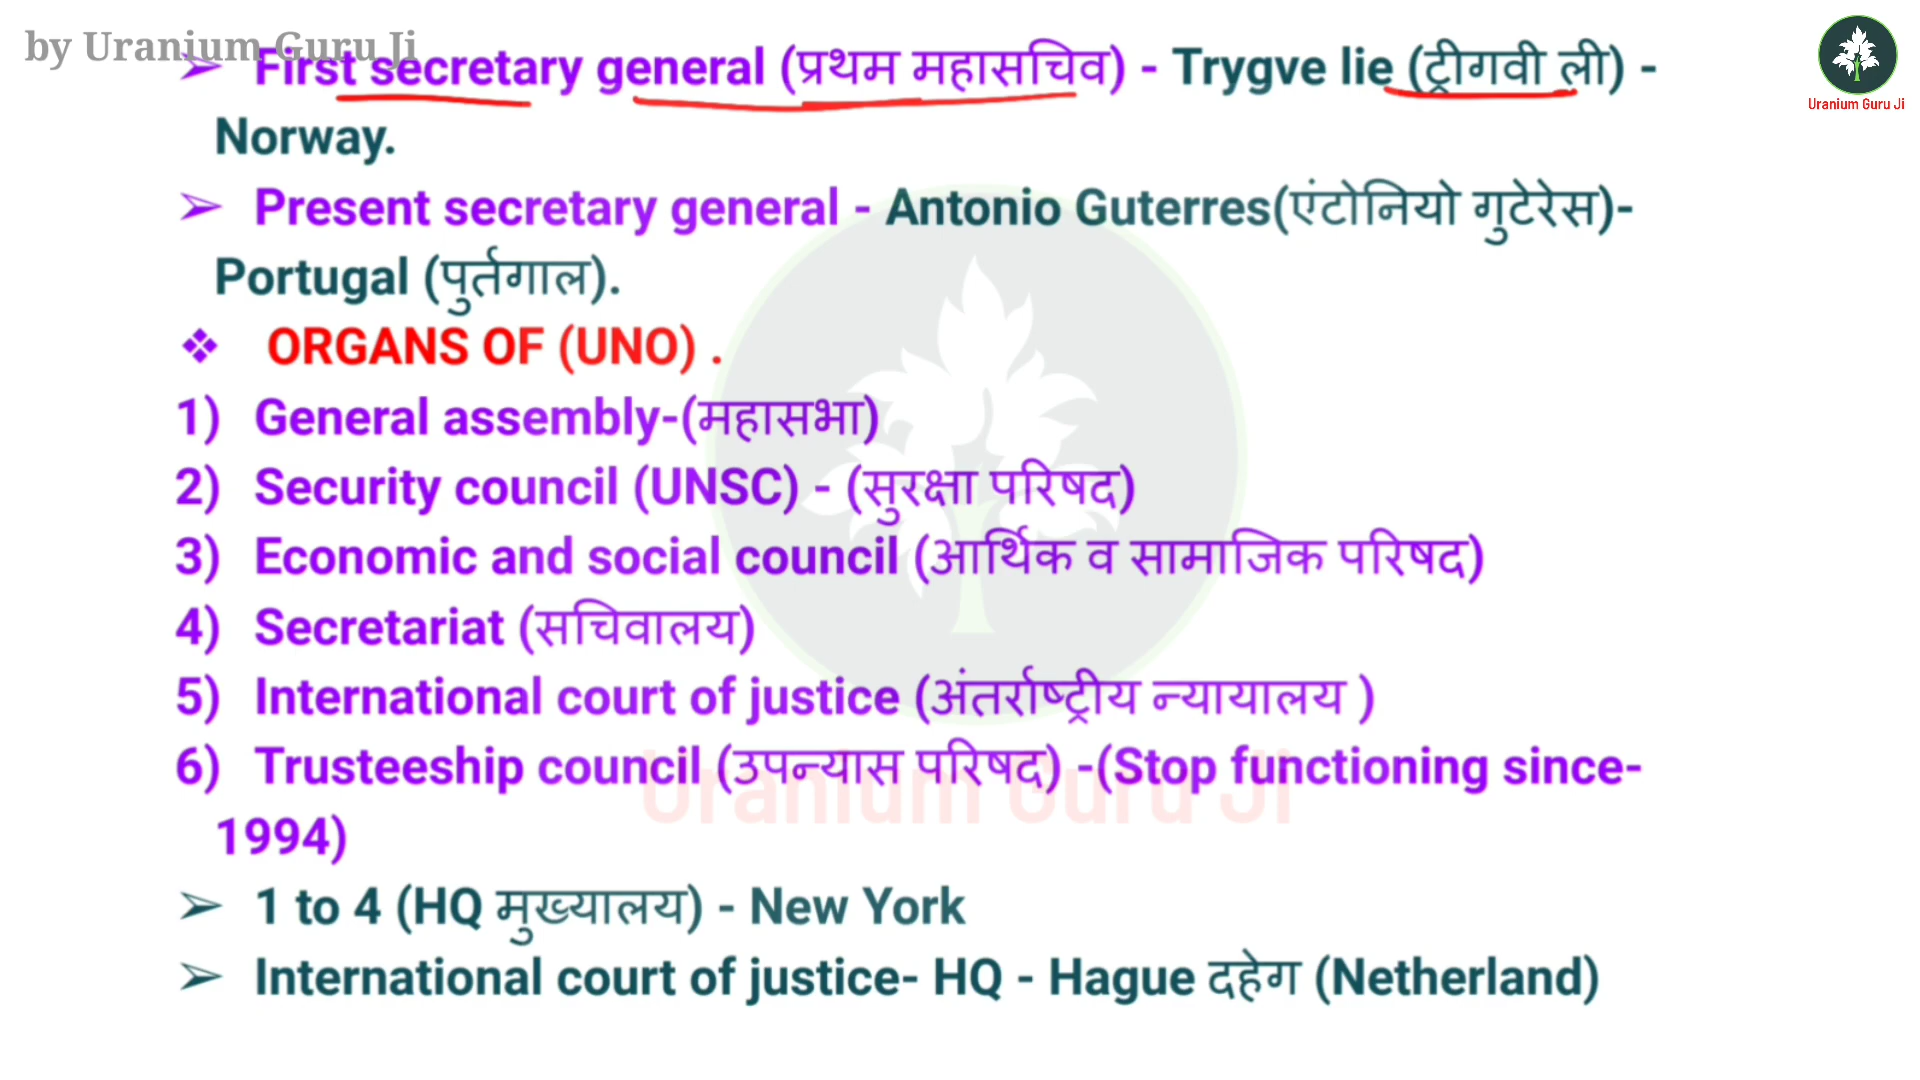 by Uranium Guru Ji
➢ First secretary general (प्रथम महासचिव) - Trygve lie (ट्रीगवी ली) -
Norway.
➢ Present secretary general - Antonio Guterres(एंटोनियो गुटेरेस)-
Portugal (पुर्तगाल).
❖ ORGANS OF (UNO) .
1) General assembly-(महासभा)
2) Security council (UNSC) - (सुरक्षा परिषद)
3) Economic and social council (आर्थिक व सामाजिक परिषद)
4) Secretariat (सचिवालय)
5) International court of justice (अंतर्राष्ट्रीय न्यायालय )
6) Trusteeship council (उपन्यास परिषद) -(Stop functioning since-
1994)
➢ 1 to 4 (HQ मुख्यालय) - New York
➢ International court of justice- HQ - Hague दहेग (Netherland)
Uranium Guru Ji
Uranium Guru Ji